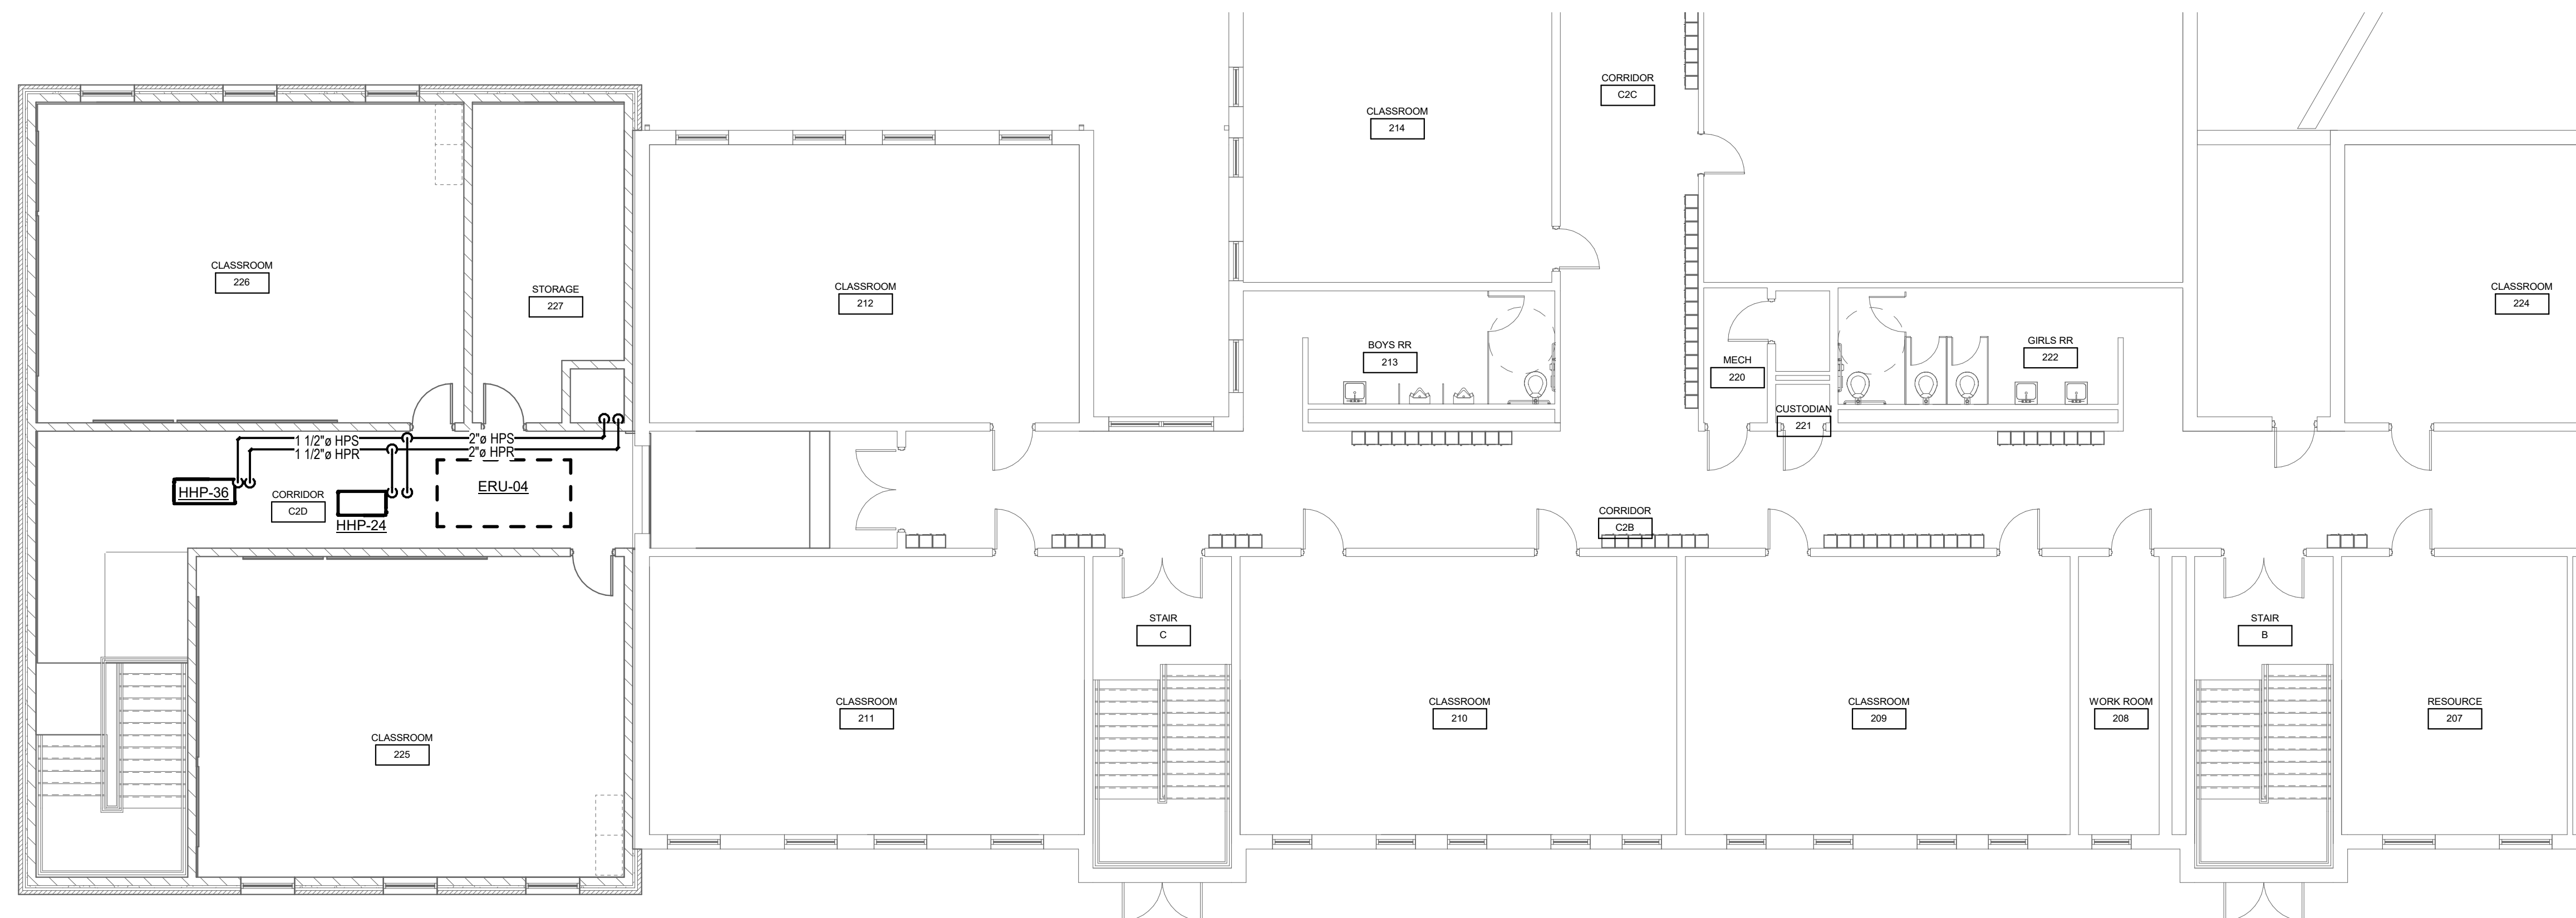 CORRIDOR
C2C
CLASSROOM
214
CLASSROOM
226
STORAGE
227
CLASSROOM
212
CLASSROOM
224
BOYS RR
213
GIRLS RR
222
MECH
220
CUSTODIAN
221
1 1/2"ø HPS
2"ø HPS
1 1/2"ø HPR
2"ø HPR
HHP-36
CORRIDOR
C2D
HHP-24
ERU-04
CORRIDOR
C2B
STAIR
C
STAIR
B
CLASSROOM
211
CLASSROOM
210
CLASSROOM
209
WORK ROOM
208
RESOURCE
207
CLASSROOM
225